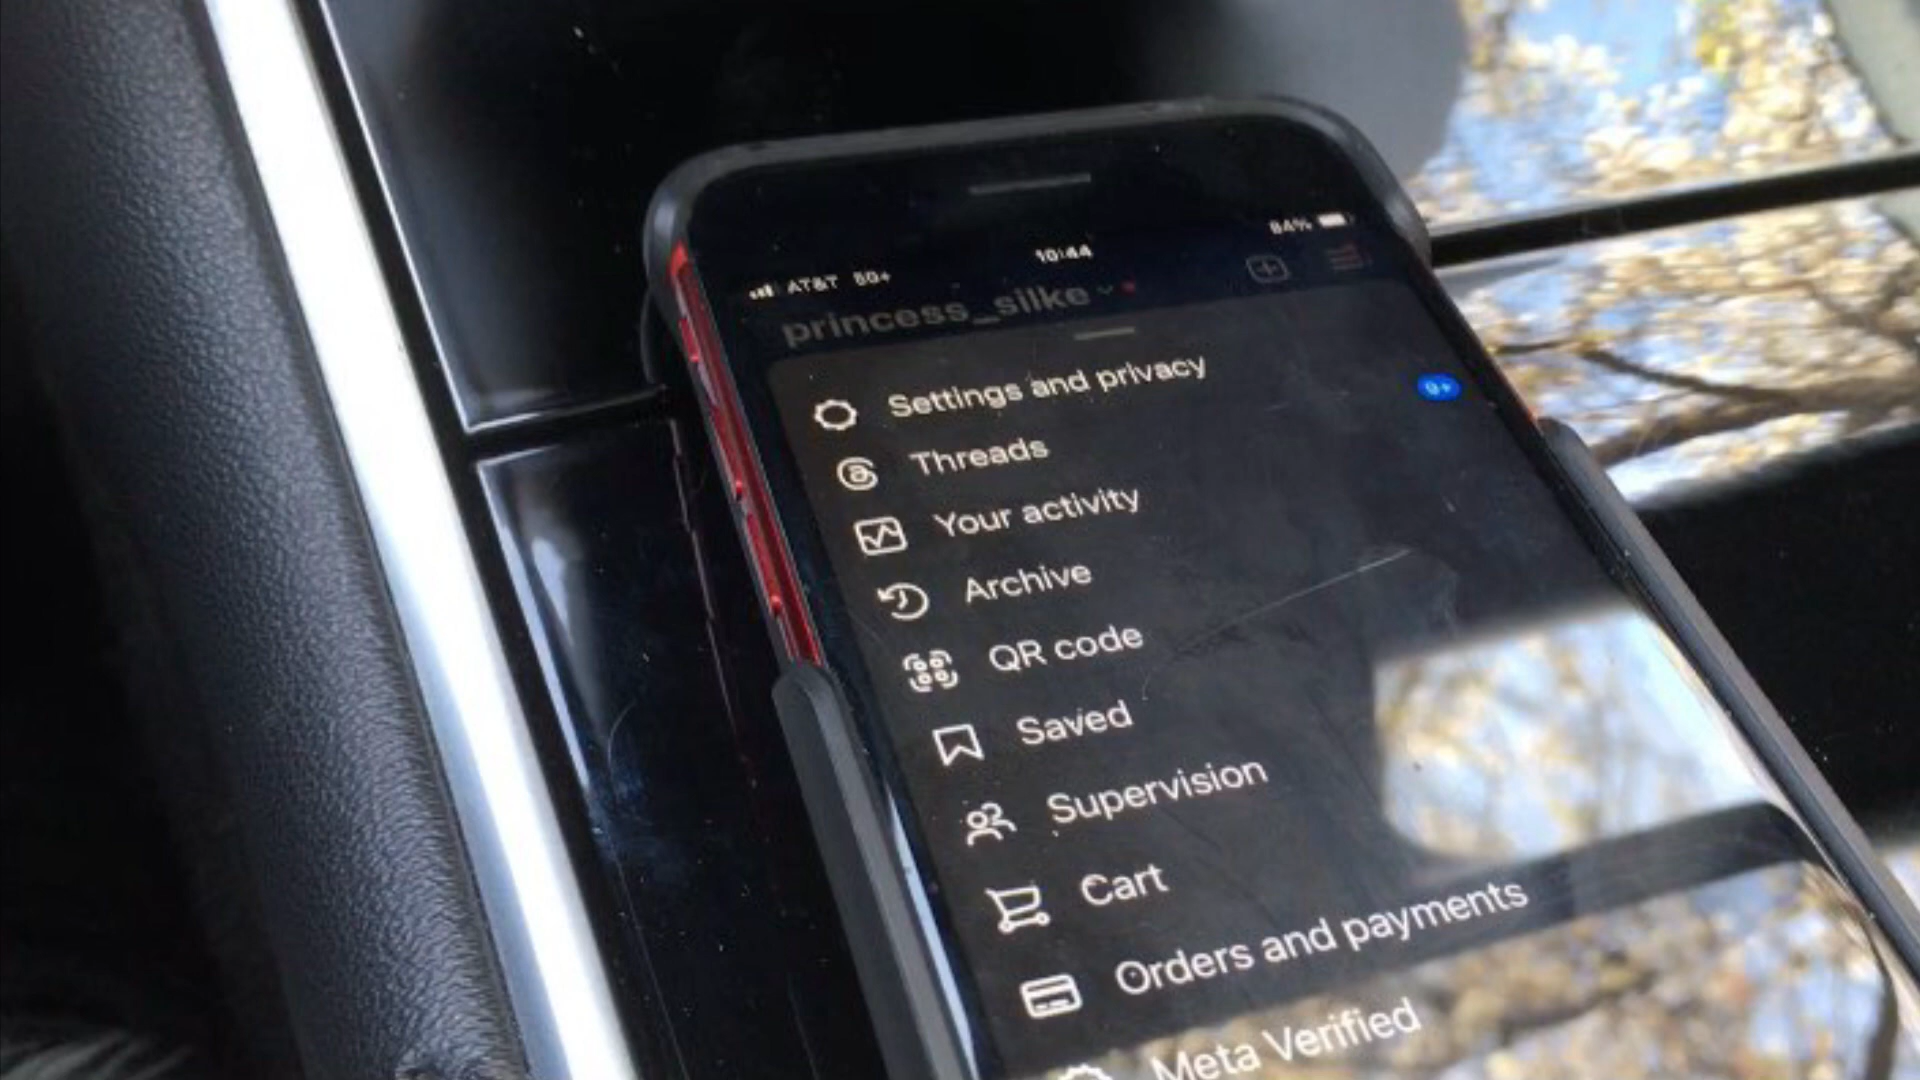 AT&T 5G+ 10:44 84%
princess_silke
Settings and privacy
Threads 9+
Your activity
Archive
QR code
Saved
Supervision
Cart
Orders and payments
Meta Verified